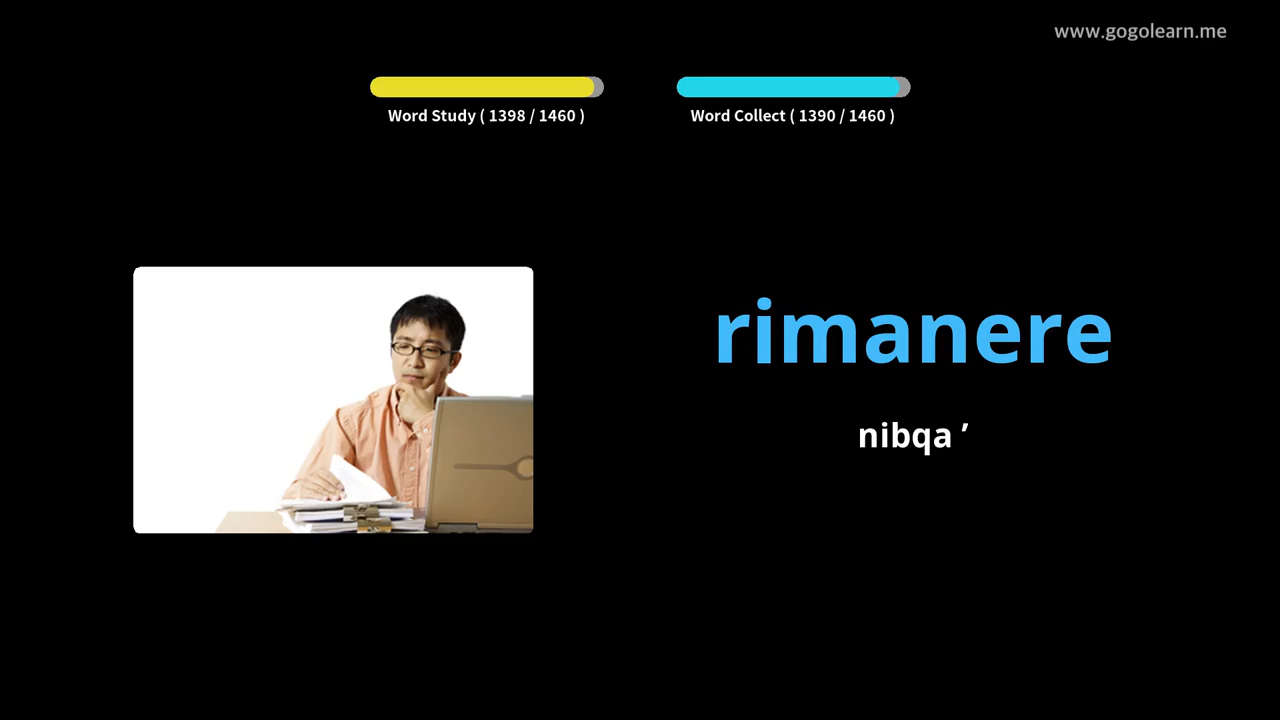 www.gogolearn.me
Word Study ( 1398 / 1460 )
Word Collect ( 1390 / 1460 )
rimanere
nibqa ’